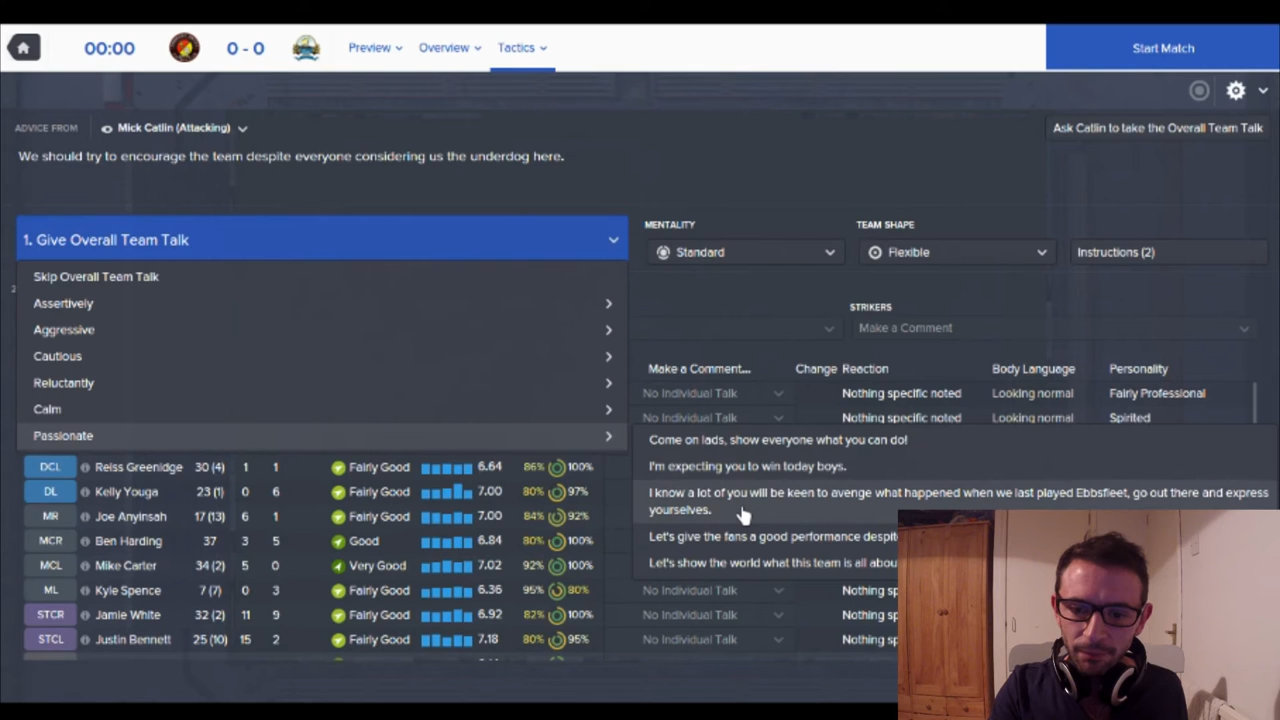 00:00 0 - 0 Preview Overview Tactics Start Match
ADVICE FROM Mick Catlin (Attacking) Ask Catlin to take the Overall Team Talk
We should try to encourage the team despite everyone considering us the underdog here.
MENTALITY TEAM SHAPE
1. Give Overall Team Talk Standard Flexible Instructions (2)
Skip Overall Team Talk
Assertively
STRIKERS
Aggressive Make a Comment
Cautious
Make a Comment... Change Reaction Body Language Personality
Reluctantly
No Individual Talk Nothing specific noted Looking normal Fairly Professional
Calm
No Individual Talk Nothing specific noted Looking normal Spirited
Passionate
Come on lads, show everyone what you can do!
I'm expecting you to win today boys.
I know a lot of you will be keen to avenge what happened when we last played Ebbsfleet, go out there and express
yourselves.
Let's give the fans a good performance
Let's show the world what this team is all
DCL Reiss Greenidge 30 (4) 1 1 Fairly Good 6.64 86% 100%
DL Kelly Youga 23 (1) 0 6 Fairly Good 7.00 80% 97%
MR Joe Anyinsah 17 (13) 6 1 Fairly Good 7.00 84% 92%
MCR Ben Harding 37 3 5 Good 6.84 80% 100%
MCL Mike Carter 34 (2) 5 0 Very Good 7.02 92% 100%
ML Kyle Spence 7 (7) 0 3 Fairly Good 6.36 95% 80% No Individual Talk Nothing
STCR Jamie White 32 (2) 11 9 Fairly Good 6.92 82% 100% No Individual Talk Nothing
STCL Justin Bennett 25 (10) 15 2 Fairly Good 7.18 80% 95% No Individual Talk Nothing